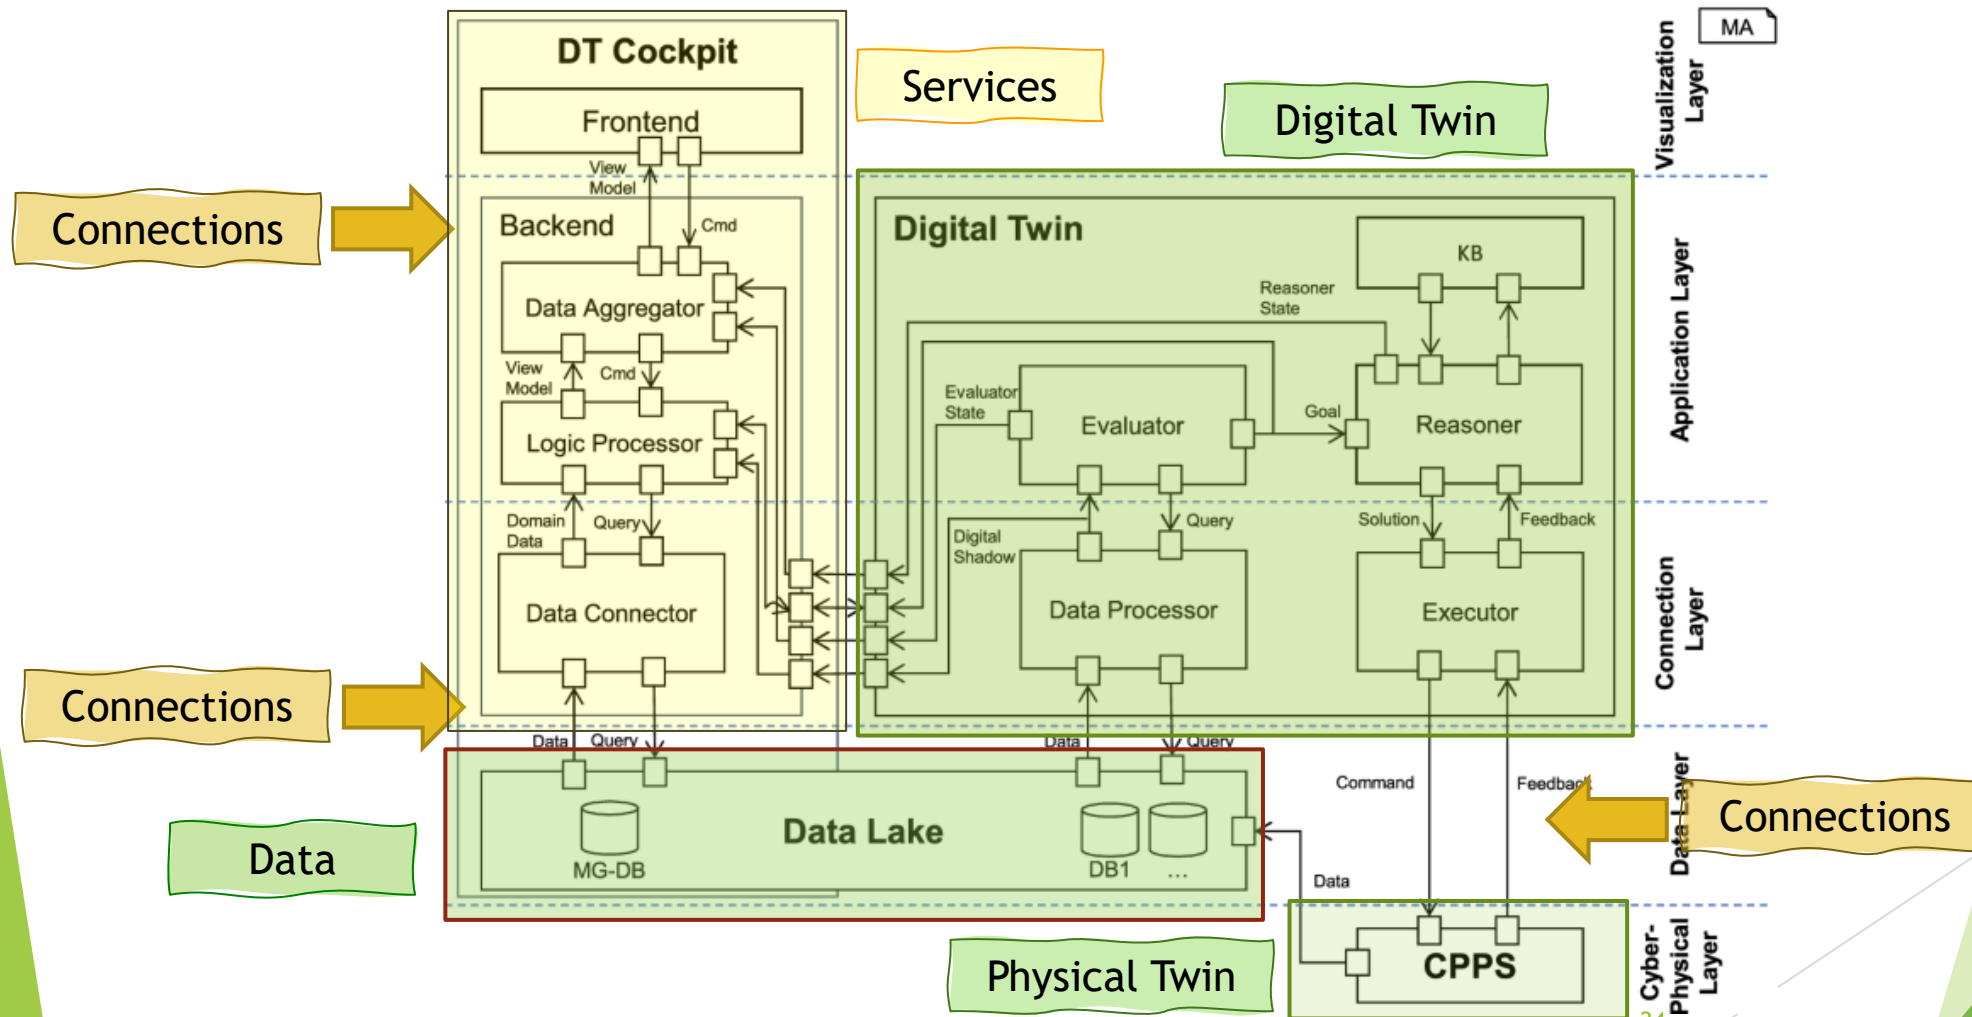 DT Cockpit
Services
Digital Twin
Visualization
Layer
MA
Frontend
View
Model
Cmd
Connections
Backend
Data Aggregator
View
Model
Cmd
Logic Processor
Domain
Data
Query
Data Connector
Digital Twin
KB
Reasoner
State
Evaluator
State
Evaluator
Goal
Reasoner
Application Layer
Digital
Shadow
Query
Solution
Feedback
Data Processor
Executor
Connection
Layer
Connections
Data
Query
Data
Query
Data Lake
MG-DB
DB1
...
Data
Command
Feedback
Data Layer
Connections
Data
Physical Twin
CPPS
Cyber-
Physical
Layer